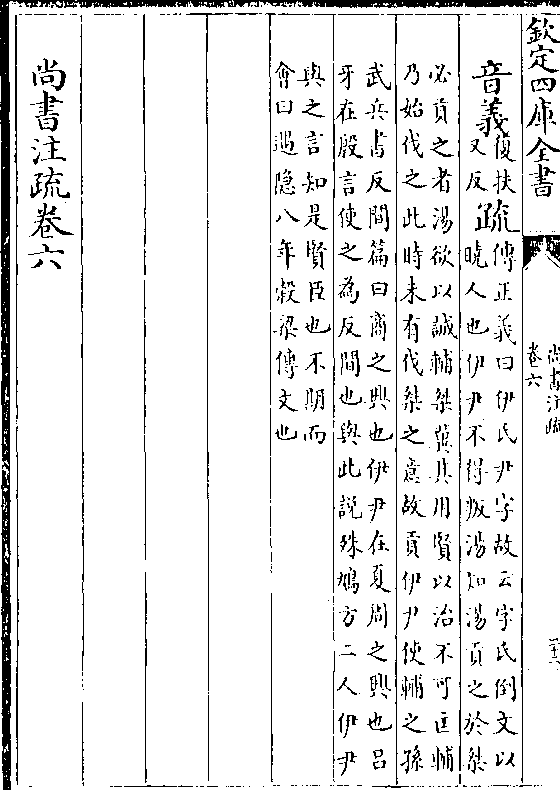 欽定四庫全書
尚書注疏
卷六
音義復扶
又反疏傳正義曰伊氏尹字故云字氏倒文以
曉人也伊尹不得叛湯知湯貢之於桀
必貢之者湯欲以誠輔桀冀其用賢以治不可匡輔
乃始伐之此時未有伐桀之意故貢伊尹使輔之孫
武兵書反間篇曰商之興也伊尹在夏周之興也呂
牙在殷言使之為反間也與此説殊鳩方二人伊尹
與之言知是賢臣也不期而
會曰遇隐八年穀梁傳文也
尚書注疏卷六